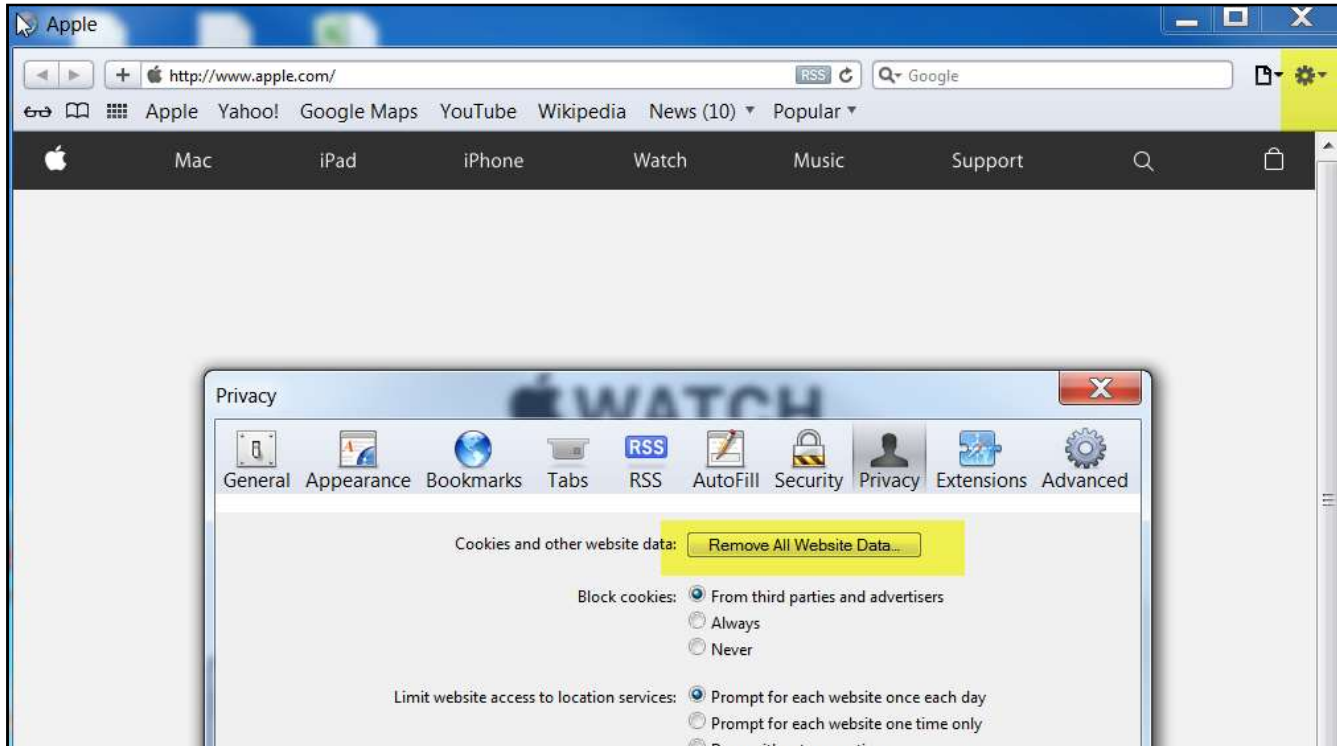 Apple
http://www.apple.com/ RSS Google
Apple Yahoo! Google Maps YouTube Wikipedia News (10) Popular
Mac iPad iPhone Watch Music Support
WATCH
Privacy
RSS
General Appearance Bookmarks Tabs RSS AutoFill Security Privacy Extensions Advanced
Cookies and other website data: Remove All Website Data...
Block cookies: From third parties and advertisers
Always
Never
Limit website access to location services: Prompt for each website once each day
Prompt for each website one time only